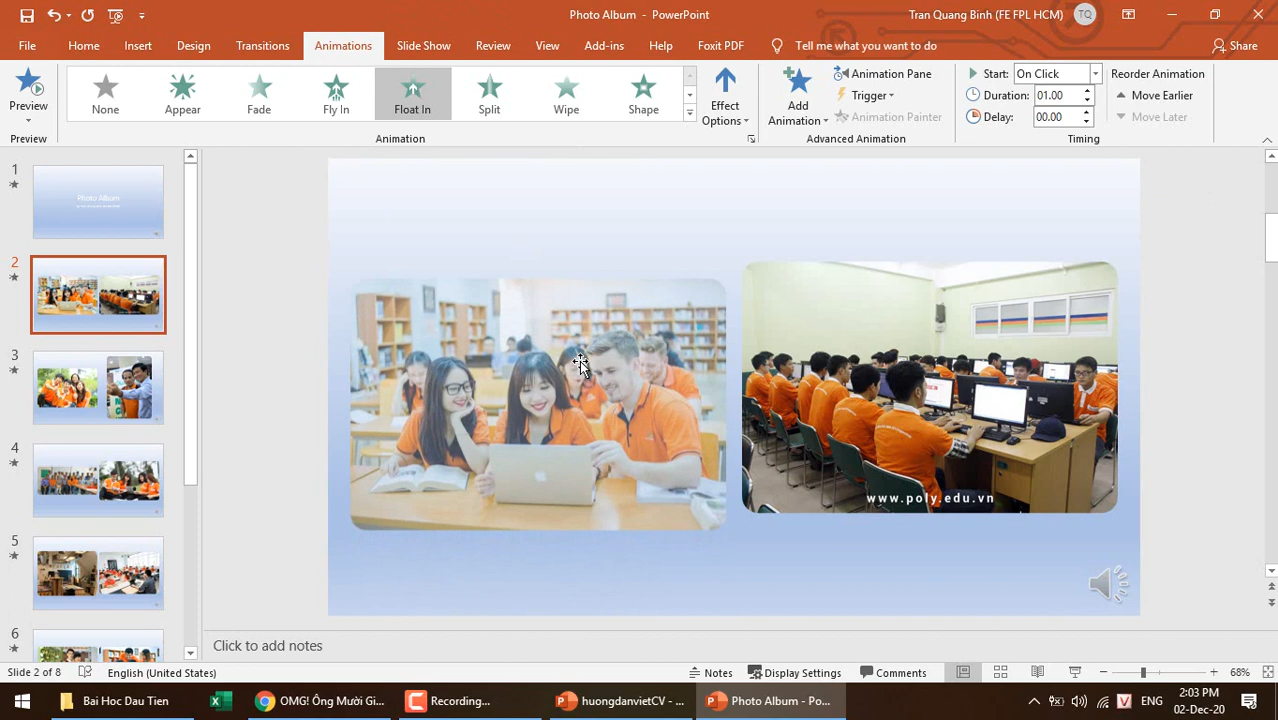 Photo Album - PowerPoint
Tran Quang Binh (FE FPL HCM) TQ
File Home Insert Design Transitions Animations Slide Show Review View Add-ins Help Foxit PDF Tell me what you want to do Share
Preview None Appear Fade Fly In Float In Split Wipe Shape Effect Options Add Animation Animation Pane Trigger Animation Painter
Start: On Click Reorder Animation
Duration: 01.00 Move Earlier
Delay: 00.00 Move Later
Preview Animation Advanced Animation Timing
1
Photo Album
2
3
4
5
6
www.poly.edu.vn
Click to add notes
Slide 2 of 8 English (United States) Notes Display Settings Comments 68%
Bai Hoc Dau Tien OMG! Ông Mười Gi... Recording... huongdanvietCV - ... Photo Album - Po... V ENG 2:03 PM
02-Dec-20